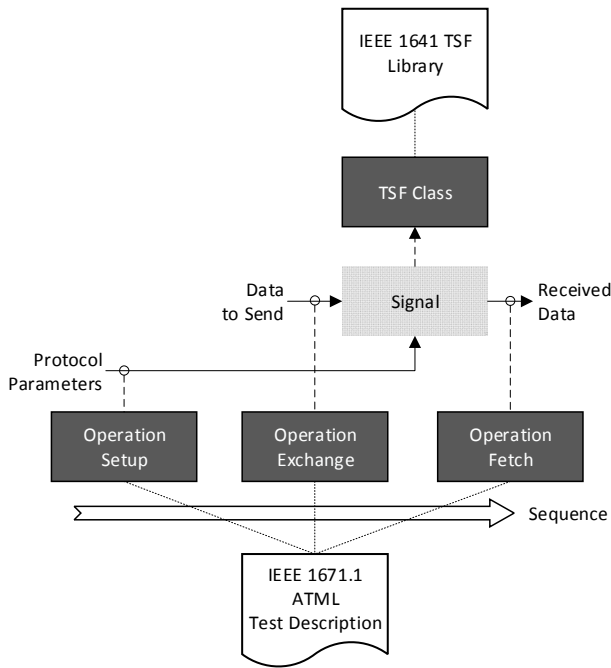 IEEE 1641 TSF
Library
TSF Class
Data
to Send
Signal
Received
Data
Protocol
Parameters
Operation
Setup
Operation
Exchange
Operation
Fetch
Sequence
IEEE 1671.1
ATML
Test Description